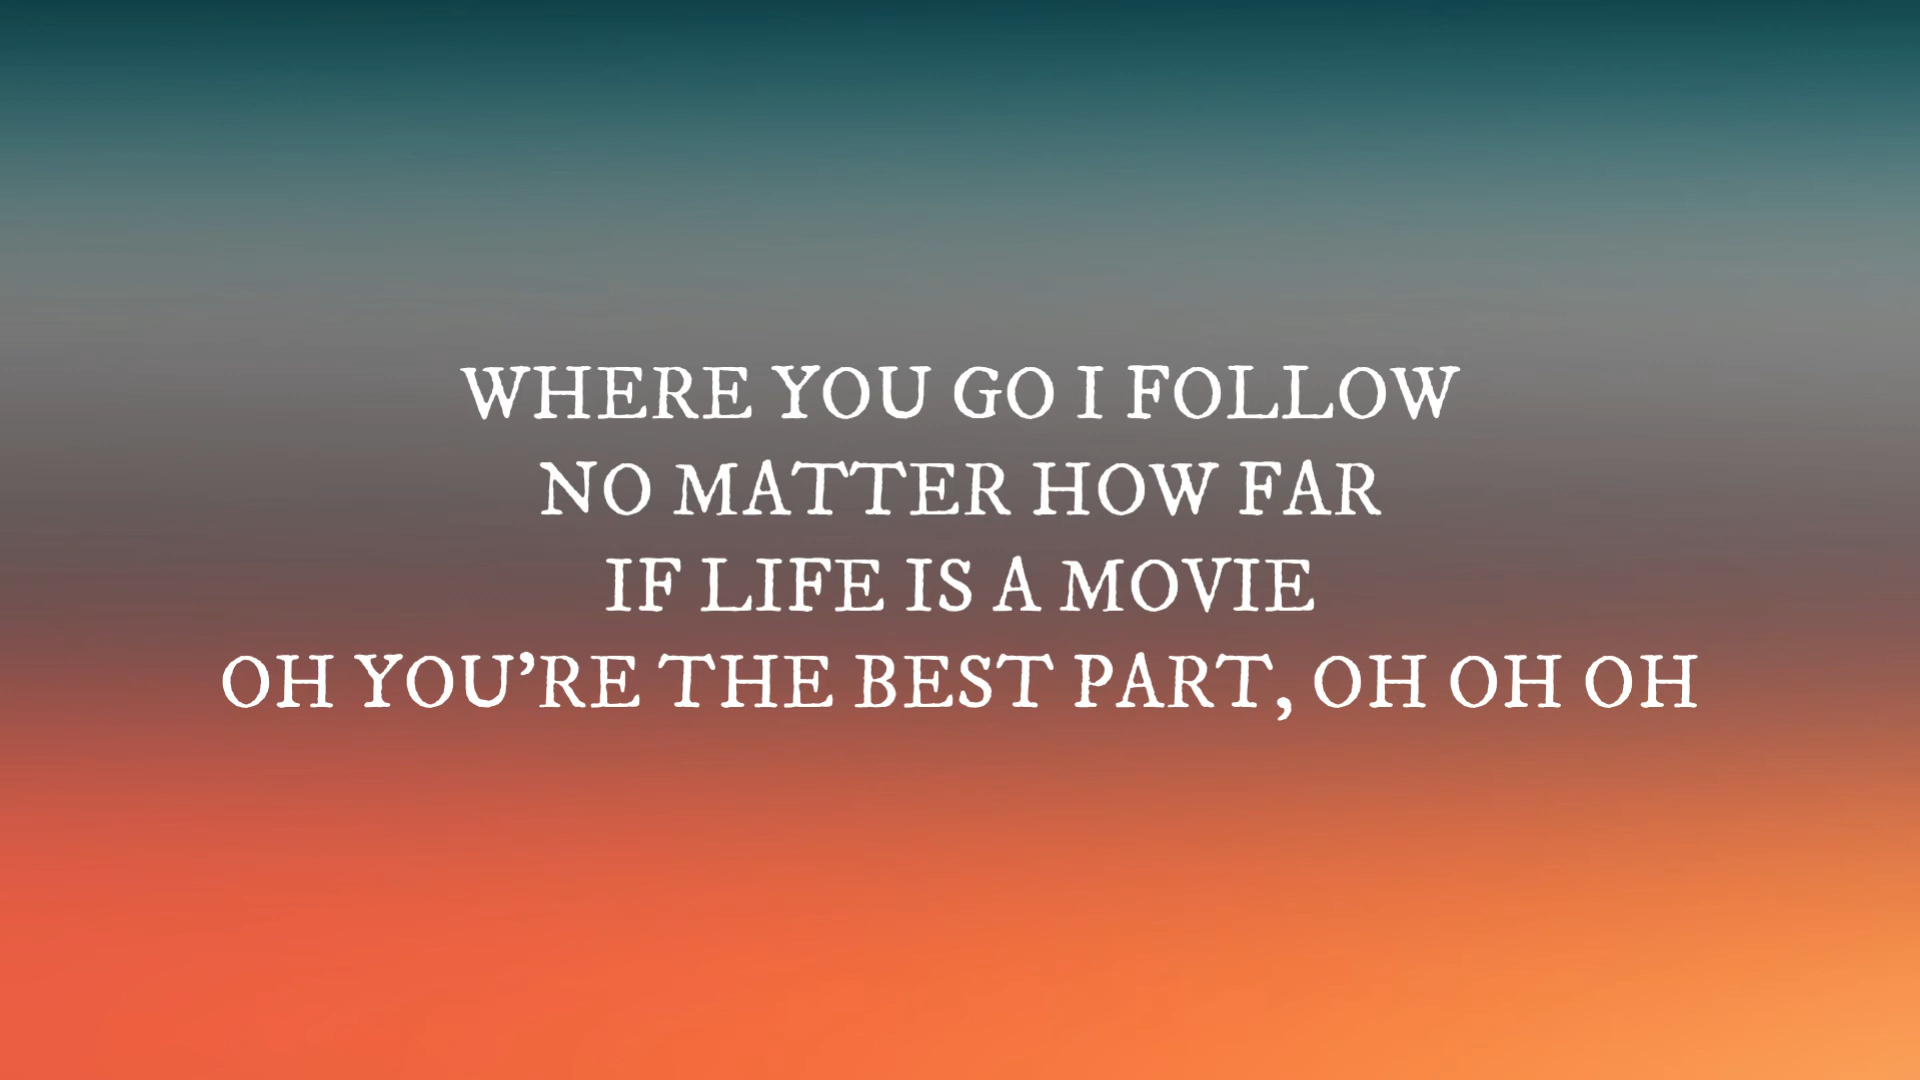 WHERE YOU GO I FOLLOW
NO MATTER HOW FAR
IF LIFE IS A MOVIE
OH YOU’RE THE BEST PART, OH OH OH